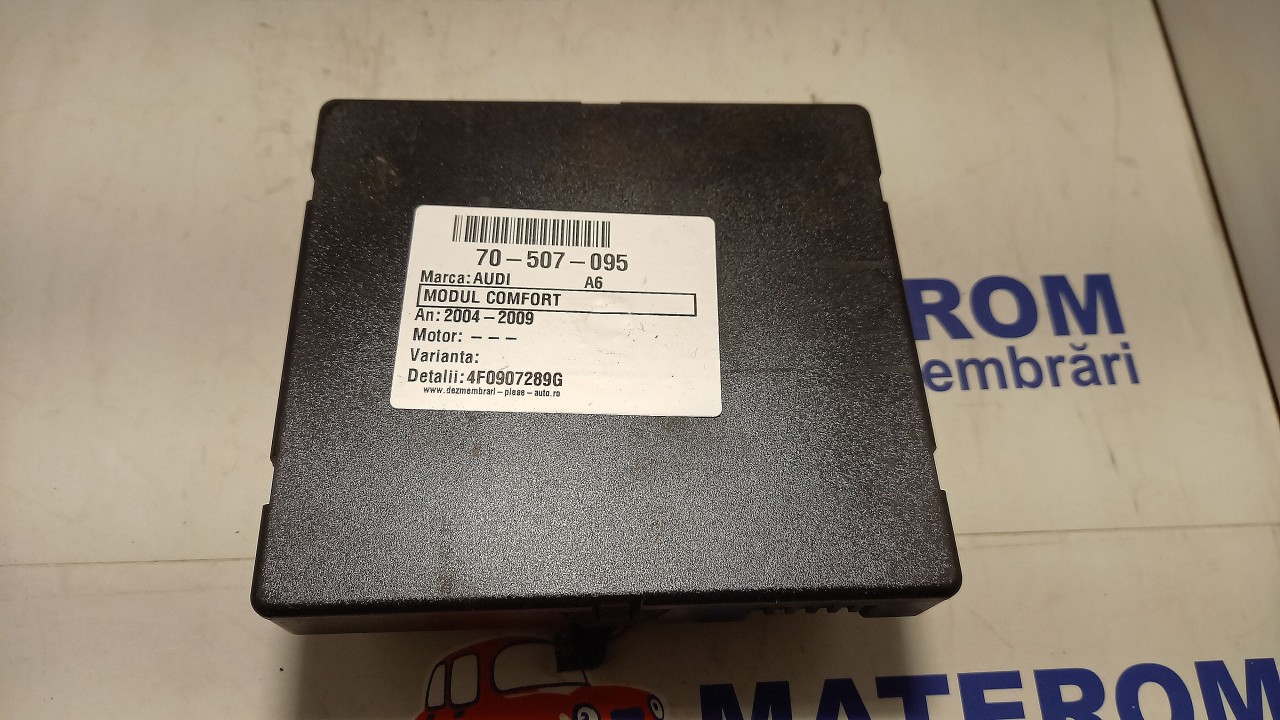 70-507-095
Marca: AUDI A6
MODUL COMFORT
An: 2004-2009
Motor: ---
Varianta:
Detalii: 4F0907289G
www.dezmembrari-piese-auto.ro
ROM
embrări
MATEROM